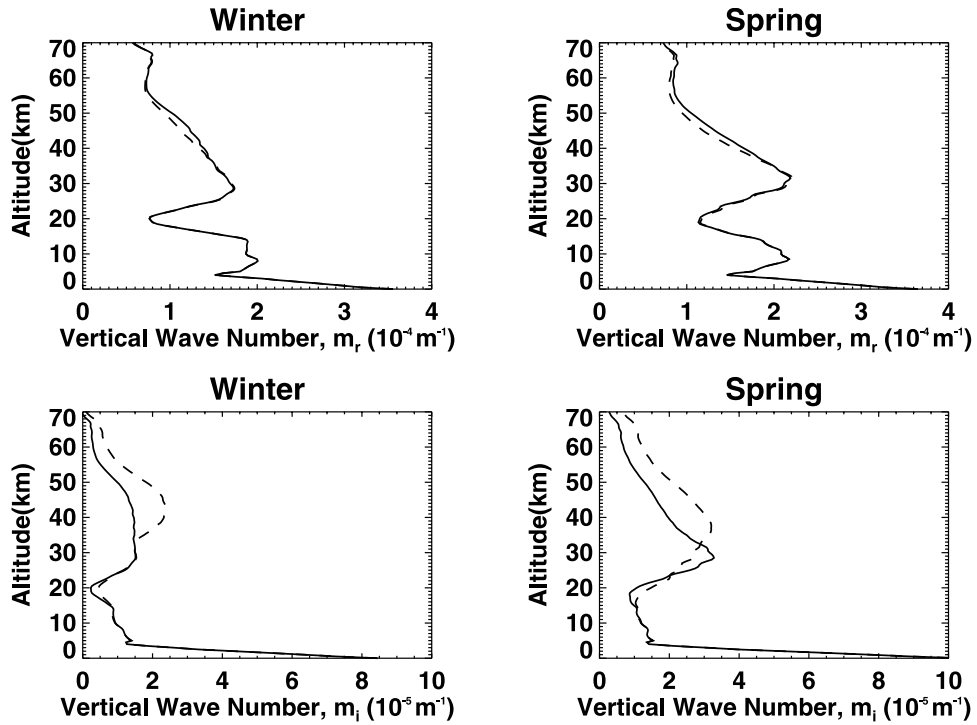 Winter Spring
70 70
60 60
50 50
40 40
30 30
20 20
10 10
0 0
Altitude(km) Altitude(km)
0 1 2 3 4 0 1 2 3 4
Vertical Wave Number, m_r (10⁻⁴ m⁻¹) Vertical Wave Number, m_r (10⁻⁴ m⁻¹)
Winter Spring
70 70
60 60
50 50
40 40
30 30
20 20
10 10
0 0
Altitude(km) Altitude(km)
0 2 4 6 8 10 0 2 4 6 8 10
Vertical Wave Number, m_i (10⁻⁵ m⁻¹) Vertical Wave Number, m_i (10⁻⁵ m⁻¹)